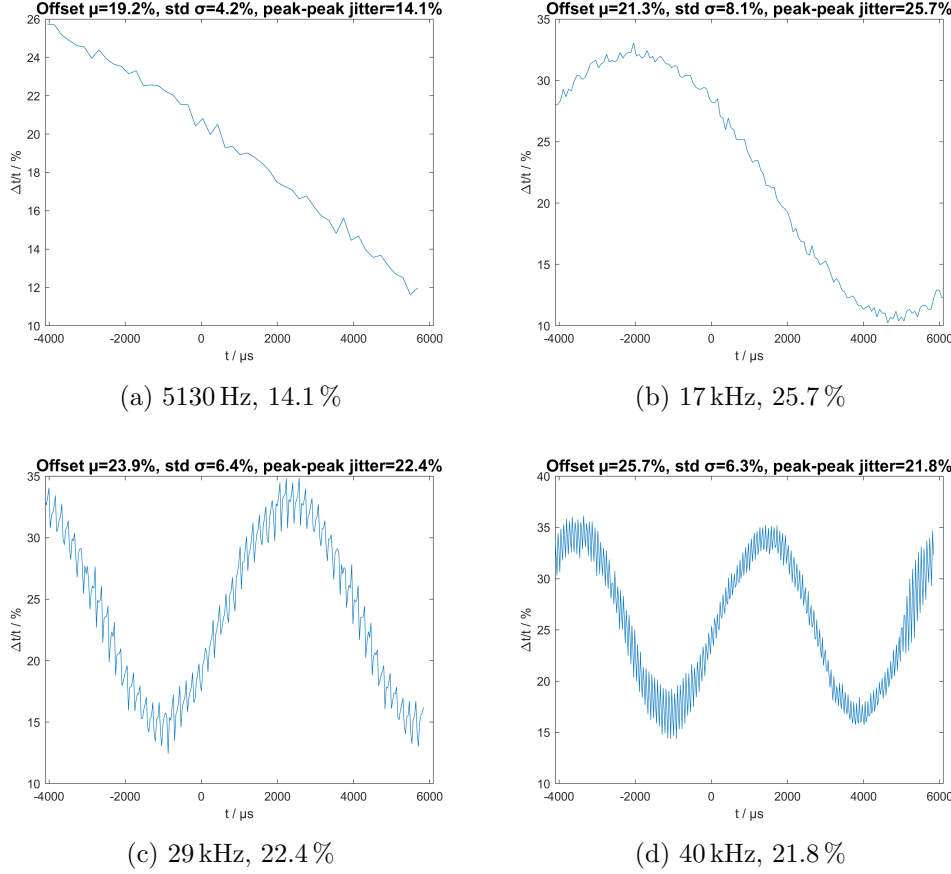 Offset μ=19.2%, std σ=4.2%, peak-peak jitter=14.1%
26
24
22
20
18
16
14
12
10
Δt/t / %
-4000 -2000 0 2000 4000 6000
t / μs
(a) 5130 Hz, 14.1 %
Offset μ=21.3%, std σ=8.1%, peak-peak jitter=25.7%
35
30
25
20
15
10
Δt/t / %
-4000 -2000 0 2000 4000 6000
t / μs
(b) 17 kHz, 25.7 %
Offset μ=23.9%, std σ=6.4%, peak-peak jitter=22.4%
35
30
25
20
15
10
Δt/t / %
-4000 -2000 0 2000 4000 6000
t / μs
(c) 29 kHz, 22.4 %
Offset μ=25.7%, std σ=6.3%, peak-peak jitter=21.8%
40
35
30
25
20
15
10
Δt/t / %
-4000 -2000 0 2000 4000 6000
t / μs
(d) 40 kHz, 21.8 %